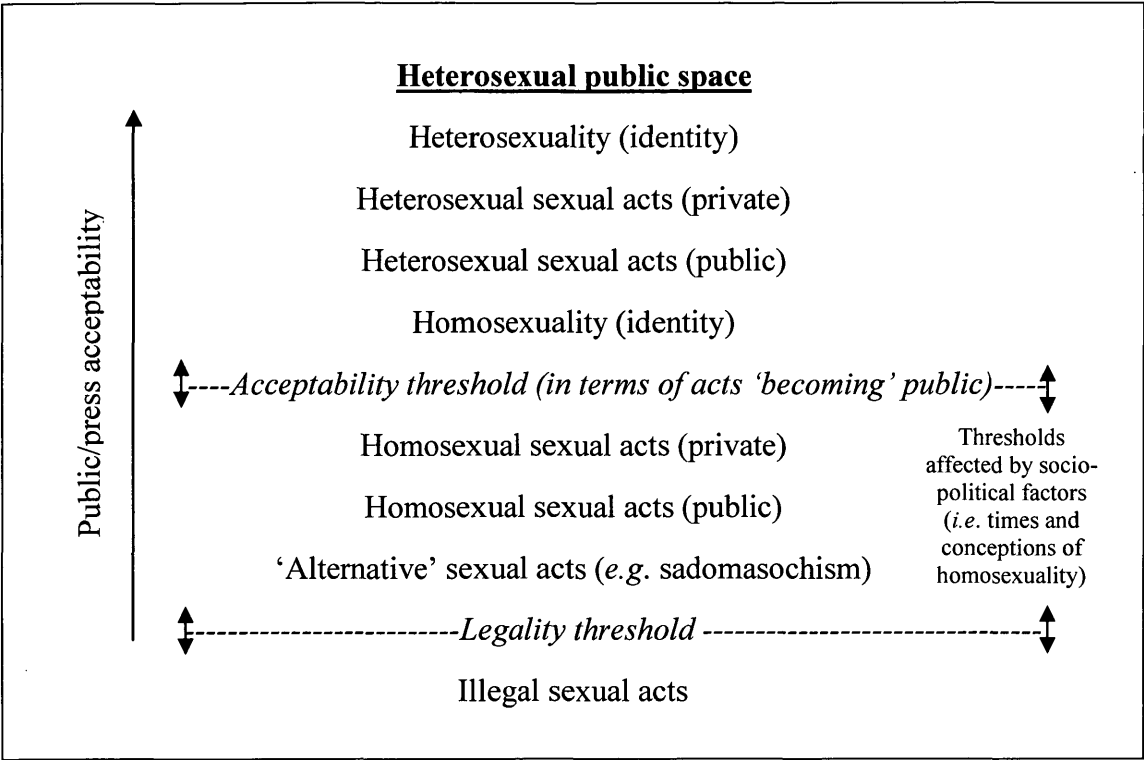 Heterosexual public space
Heterosexuality (identity)
Heterosexual sexual acts (private)
Heterosexual sexual acts (public)
Homosexuality (identity)
----Acceptability threshold (in terms of acts ‘becoming’ public)-----
Homosexual sexual acts (private)
Homosexual sexual acts (public)
‘Alternative’ sexual acts (e.g. sadomasochism)
-----------------------Legality threshold -----------------------------
Illegal sexual acts
Public/press acceptability
Thresholds
affected by socio-
political factors
(i.e. times and
conceptions of
homosexuality)